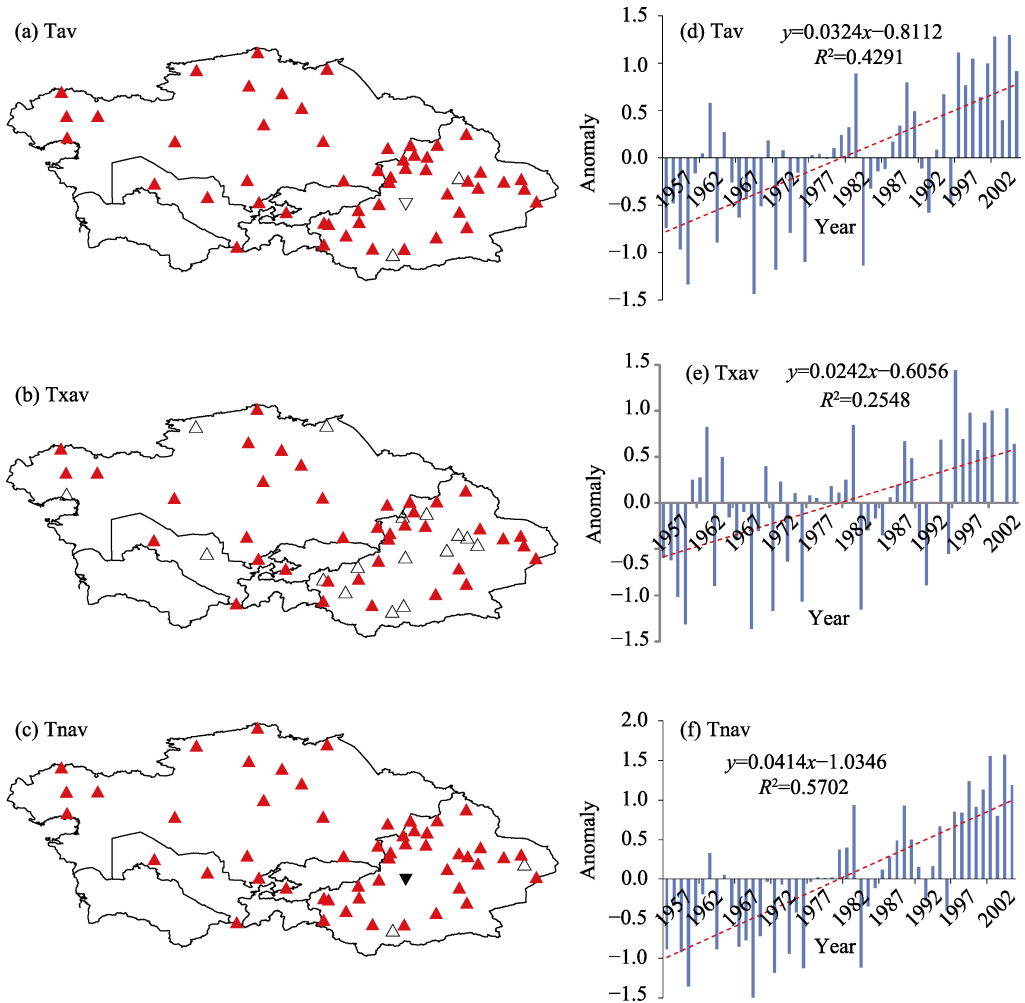 (a) Tav
(d) Tav
y=0.0324x−0.8112
R²=0.4291
1.5
1.0
0.5
0.0
−0.5
−1.0
−1.5
Anomaly
1957
1962
1967
1972
1977
1982
1987
1992
1997
2002
Year
(b) Txav
(e) Txav
y=0.0242x−0.6056
R²=0.2548
1.5
1.0
0.5
0.0
−0.5
−1.0
−1.5
Anomaly
1957
1962
1967
1972
1977
1982
1987
1992
1997
2002
Year
(c) Tnav
(f) Tnav
y=0.0414x−1.0346
R²=0.5702
2.0
1.5
1.0
0.5
0.0
−0.5
−1.0
−1.5
Anomaly
1957
1962
1967
1972
1977
1982
1987
1992
1997
2002
Year